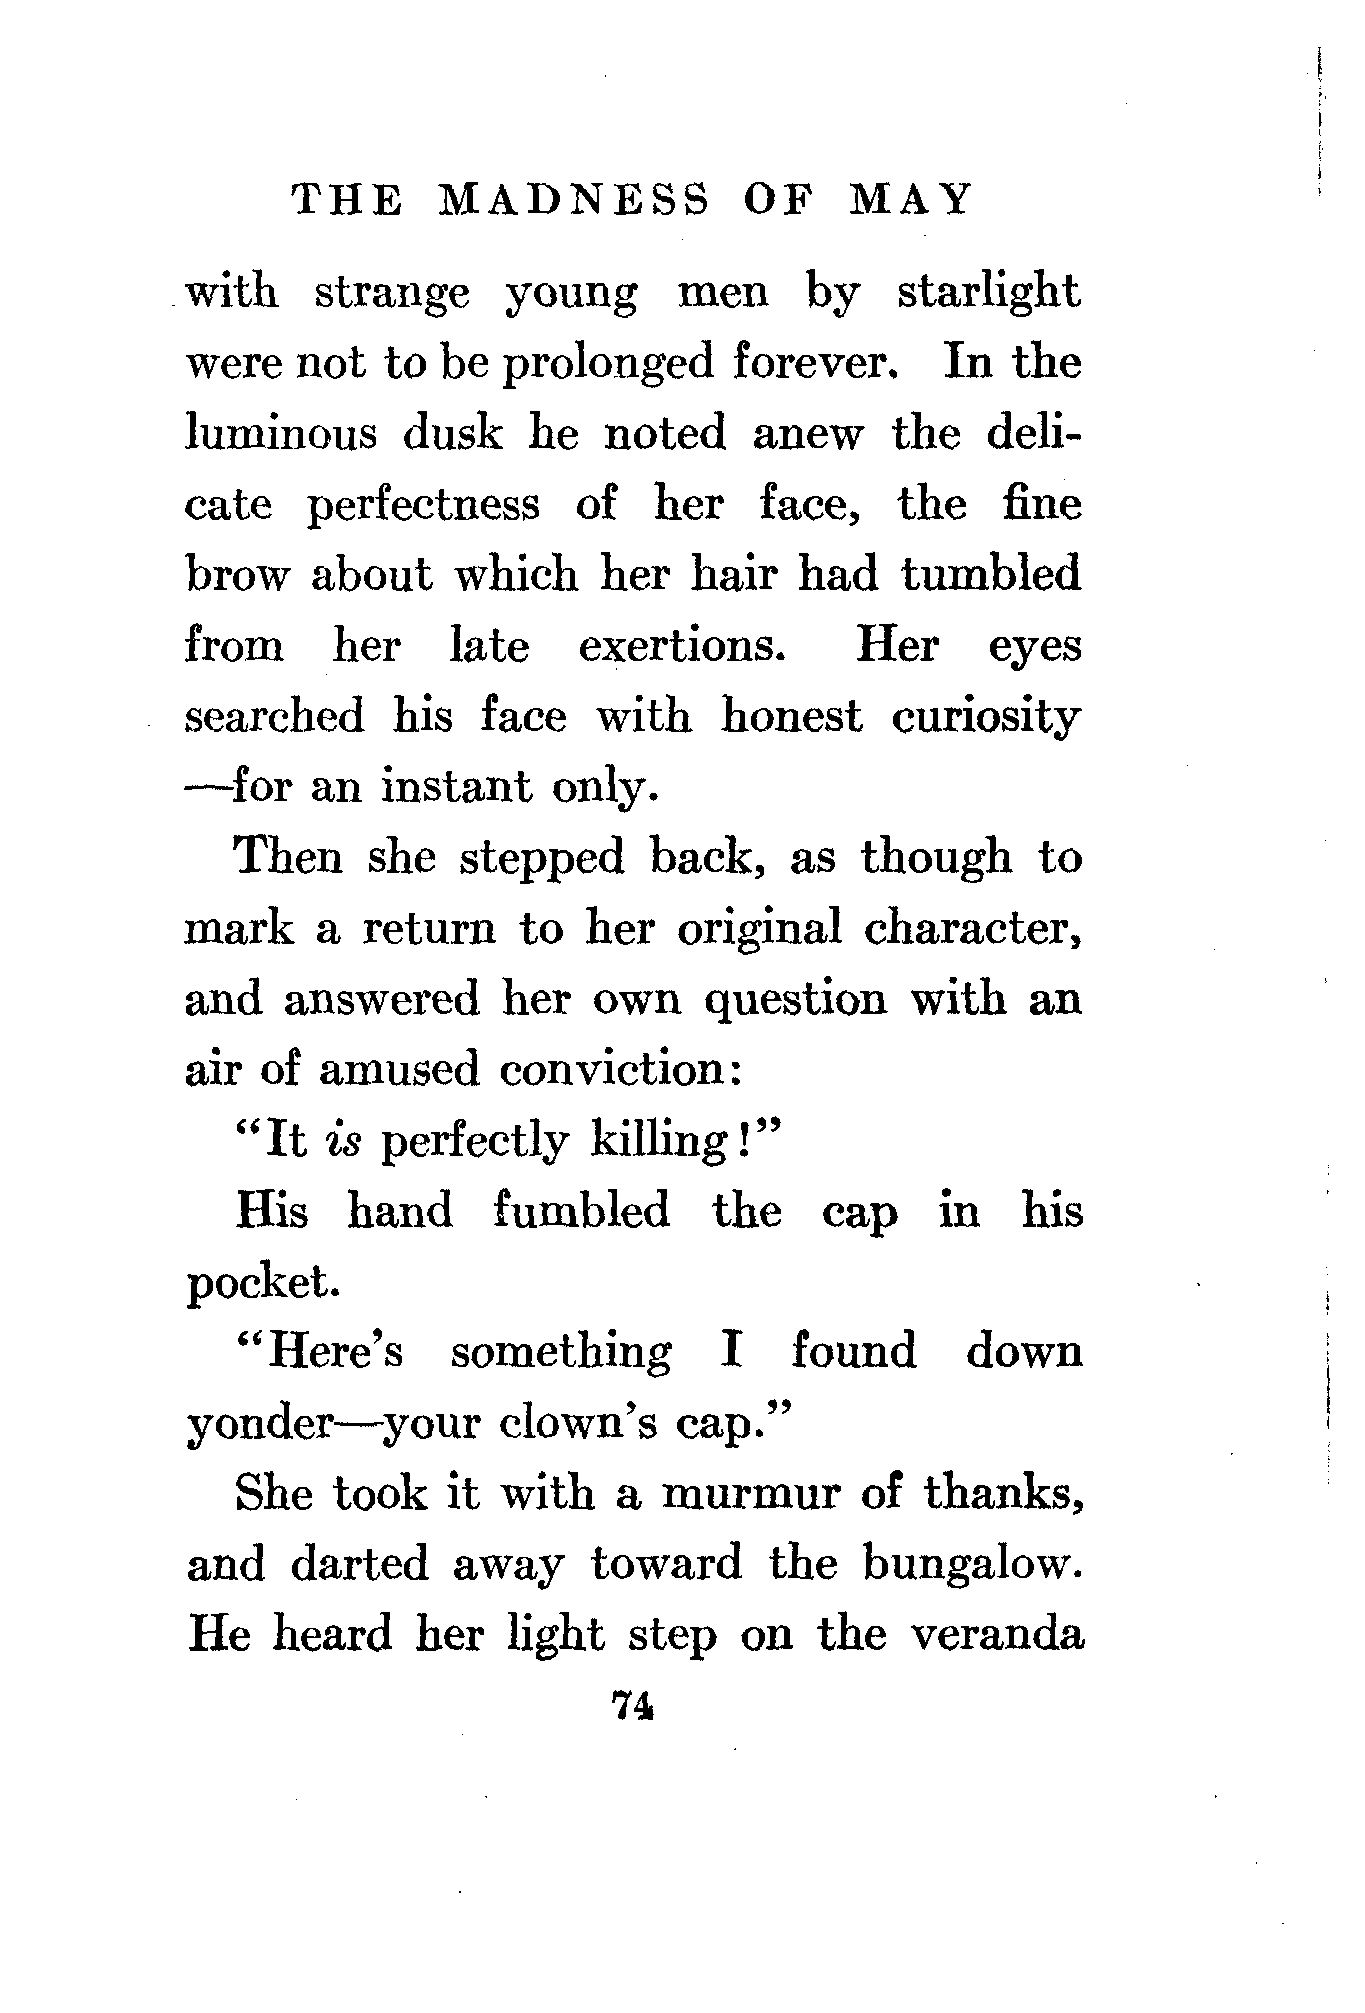 THE MADNESS OF MAY
with strange young men by starlight
were not to be prolonged forever. In the
luminous dusk he noted anew the deli-
cate perfectness of her face, the fine
brow about which her hair had tumbled
from her late exertions. Her eyes
searched his face with honest curiosity
—for an instant only.
Then she stepped back, as though to
mark a return to her original character,
and answered her own question with an
air of amused conviction:
“It is perfectly killing!”
His hand fumbled the cap in his
pocket.
“Here’s something I found down
yonder—your clown’s cap.”
She took it with a murmur of thanks,
and darted away toward the bungalow.
He heard her light step on the veranda
74